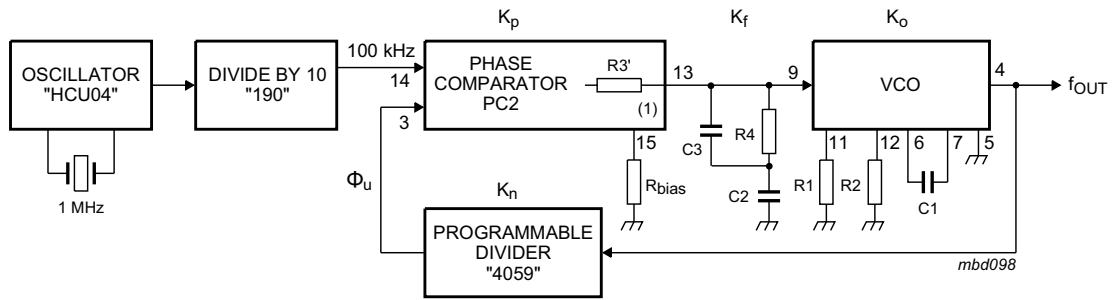 Kp
Kf
Ko
OSCILLATOR
"HCU04"
1 MHz
DIVIDE BY 10
"190"
100 kHz
14
3
PHASE
COMPARATOR
PC2
R3'
(1)
13
15
Rbias
C3
R4
C2
9
VCO
4
fOUT
11
12
6
7
5
R1
R2
C1
Φu
Kn
PROGRAMMABLE
DIVIDER
"4059"
mbd098